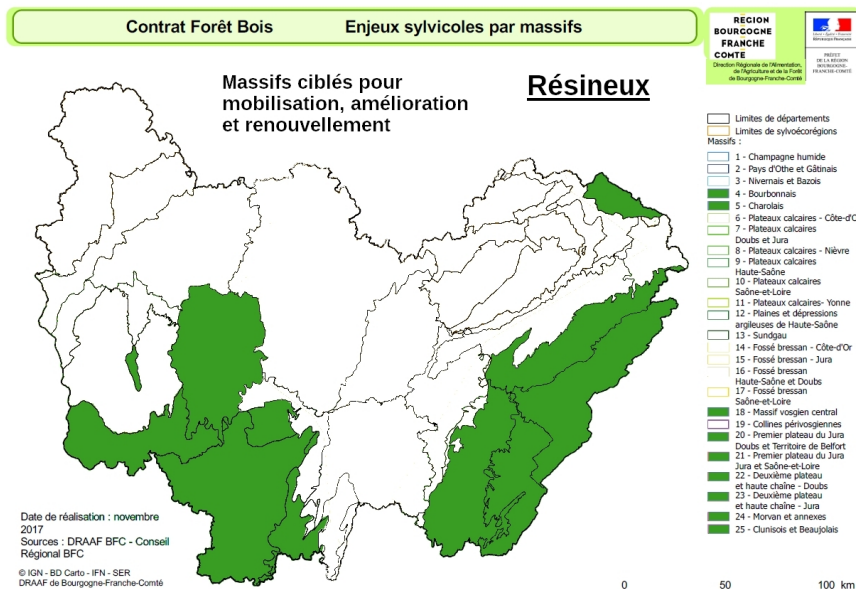 Contrat Forêt Bois
Enjeux sylvicoles par massifs
REGION
BOURGOGNE
FRANCHE
COMTE
Direction Régionale de l'Alimentation,
de l'Agriculture et de la Forêt
de Bourgogne-Franche-Comté
RÉPUBLIQUE FRANÇAISE
PRÉFET
DE LA RÉGION
BOURGOGNE-
FRANCHE-COMTÉ
Massifs ciblés pour
mobilisation, amélioration
et renouvellement
Résineux
Limites de départements
Limites de sylvoécorégions
Massifs :
1 - Champagne humide
2 - Pays d'Othe et Gâtinais
3 - Nivernais et Bazois
4 - Bourbonnais
5 - Charolais
6 - Plateaux calcaires - Côte-d'O
7 - Plateaux calcaires
Doubs et Jura
8 - Plateaux calcaires - Nièvre
9 - Plateaux calcaires
Haute-Saône
10 - Plateaux calcaires
Saône-et-Loire
11 - Plateaux calcaires- Yonne
12 - Plaines et dépressions
argileuses de Haute-Saône
13 - Sundgau
14 - Fossé bressan - Côte-d'Or
15 - Fossé bressan - Jura
16 - Fossé bressan
Haute-Saône et Doubs
17 - Fossé bressan
Saône-et-Loire
18 - Massif vosgien central
19 - Collines périvosgiennes
20 - Premier plateau du Jura
Doubs et Territoire de Belfort
21 - Premier plateau du Jura
Jura et Saône-et-Loire
22 - Deuxième plateau
et haute chaîne - Doubs
23 - Deuxième plateau
et haute chaîne - Jura
24 - Morvan et annexes
25 - Clunisois et Beaujolais
Date de réalisation : novembre
2017
Sources : DRAAF BFC - Conseil
Régional BFC
© IGN - BD Carto - IFN - SER
DRAAF de Bourgogne-Franche-Comté
0 50 100 km